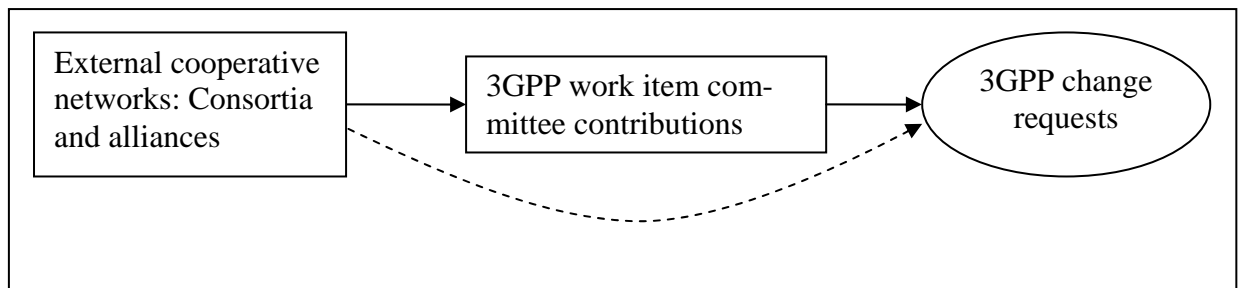 External cooperative
networks: Consortia
and alliances
3GPP work item com-
mittee contributions
3GPP change
requests